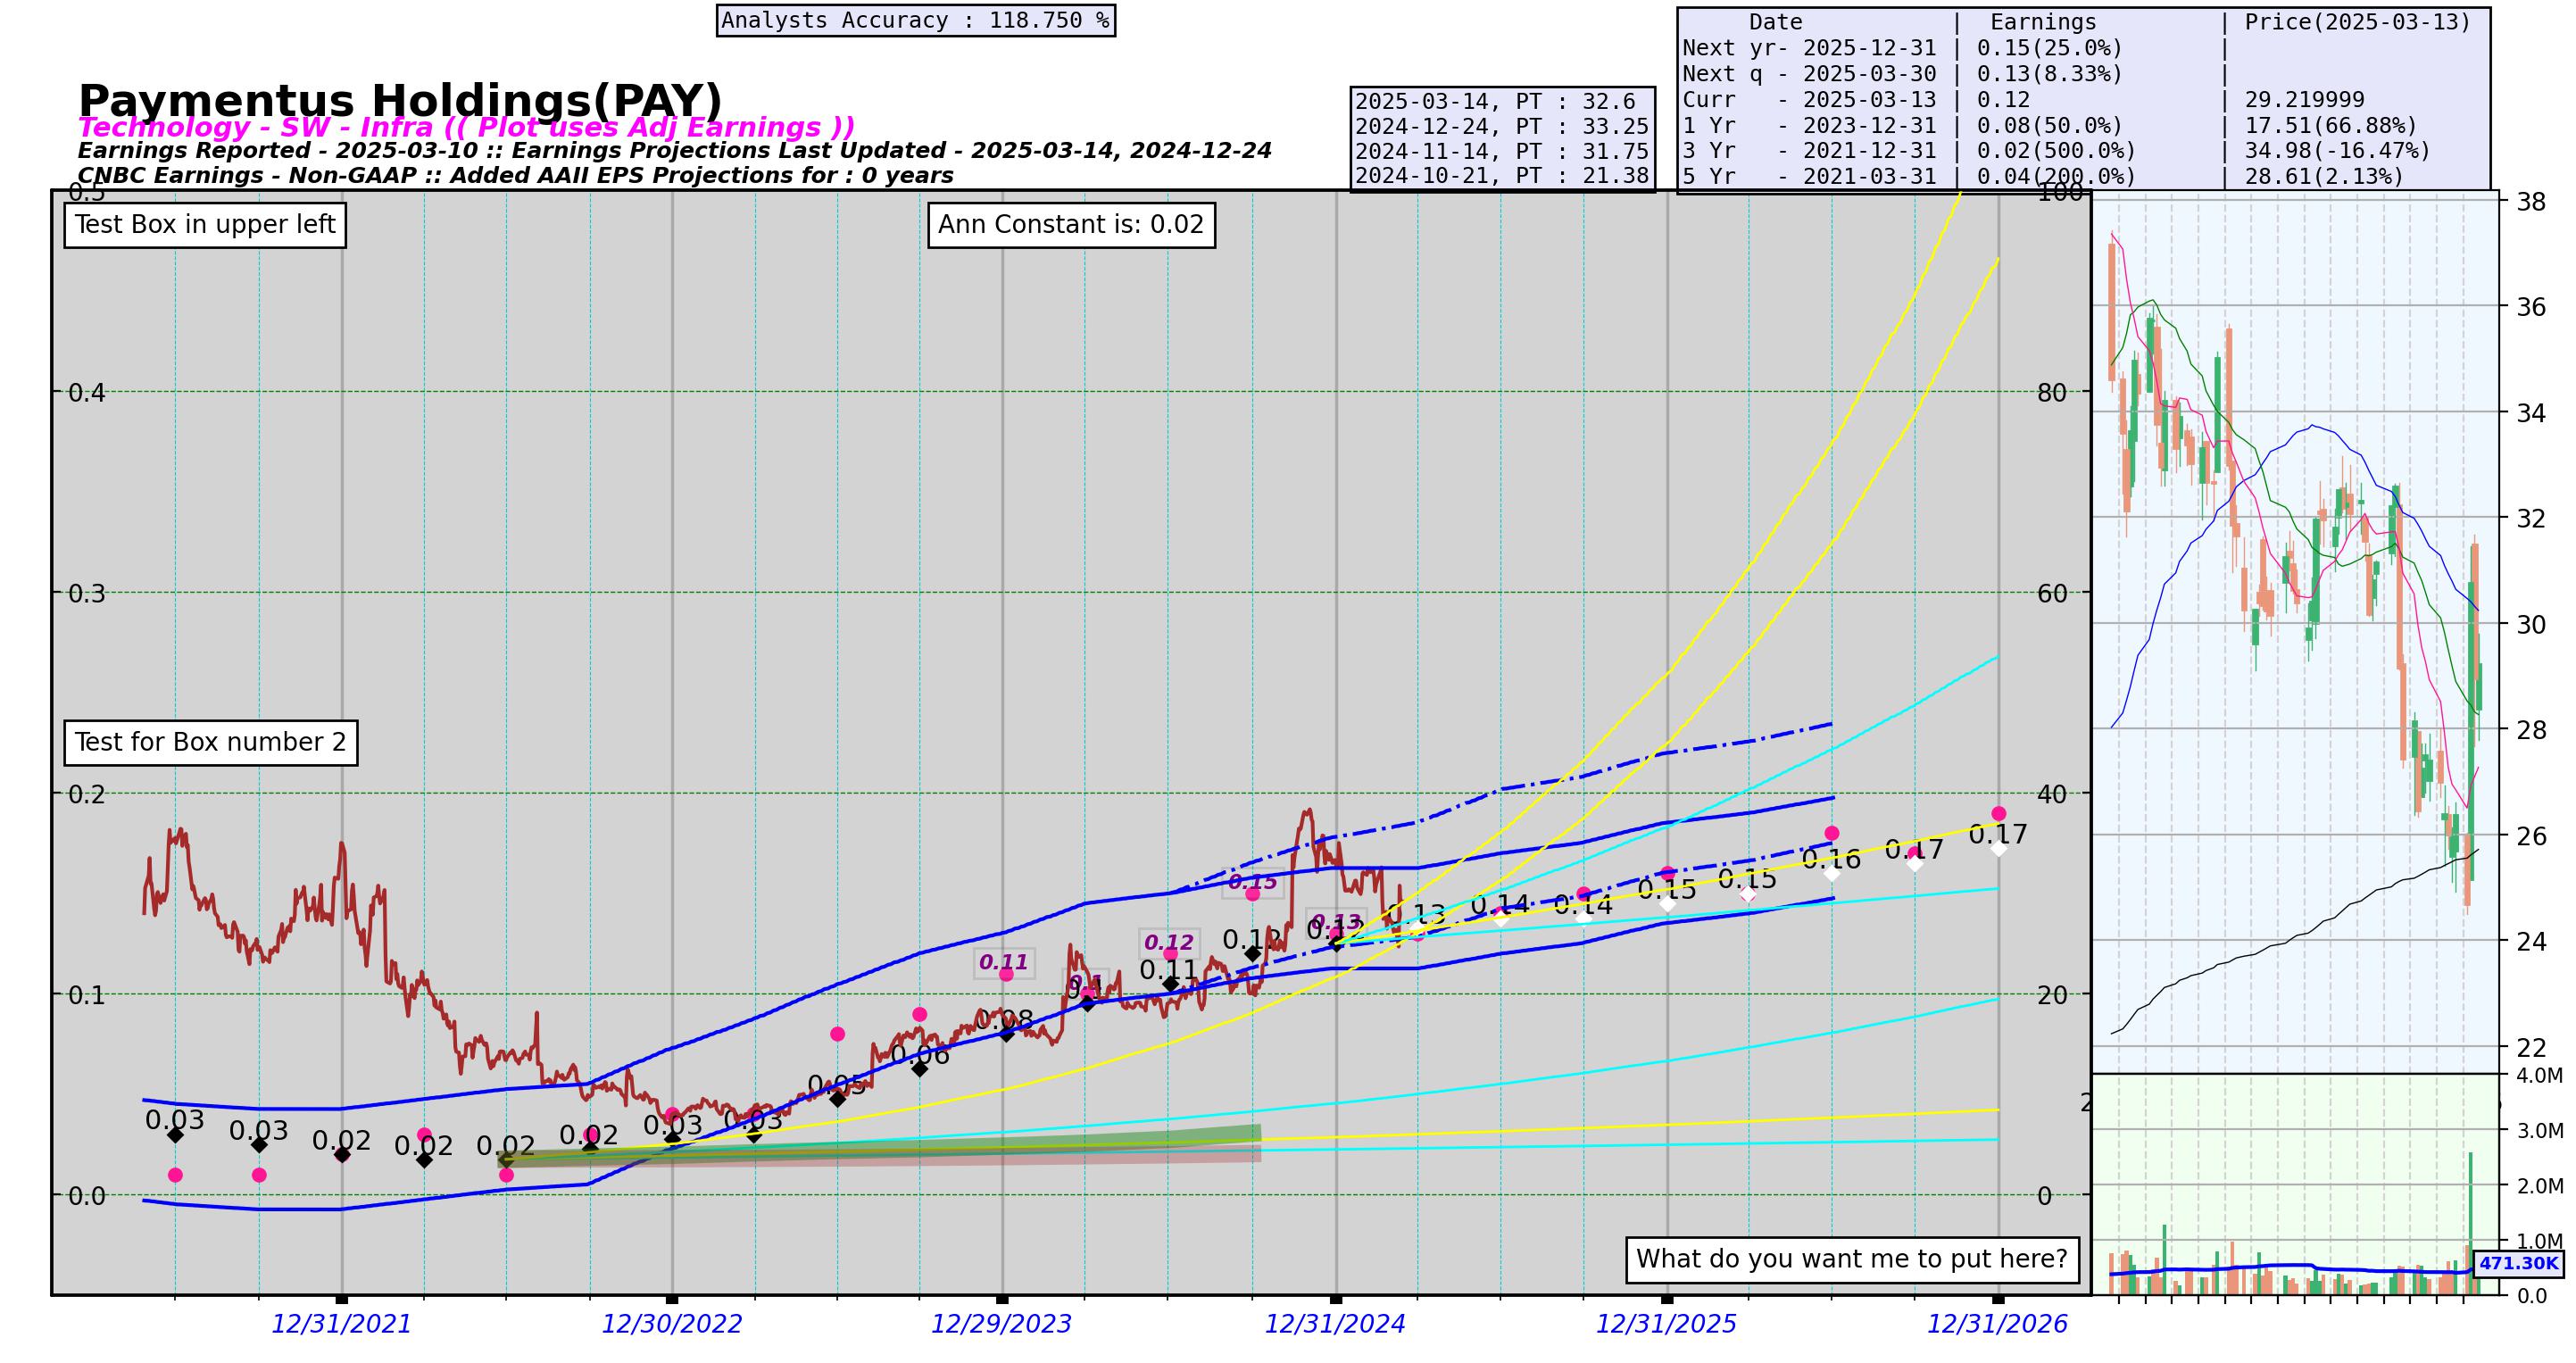 Analysts Accuracy : 118.750 %
Date | Earnings | Price(2025-03-13)
Next yr- 2025-12-31 | 0.15(25.0%) |
Next q - 2025-03-30 | 0.13(8.33%) |
Curr - 2025-03-13 | 0.12 | 29.219999
1 Yr - 2023-12-31 | 0.08(50.0%) | 17.51(66.88%)
3 Yr - 2021-12-31 | 0.02(500.0%) | 34.98(-16.47%)
5 Yr - 2021-03-31 | 0.04(200.0%) | 28.61(2.13%)
2025-03-14, PT : 32.6
2024-12-24, PT : 33.25
2024-11-14, PT : 31.75
2024-10-21, PT : 21.38
Paymentus Holdings(PAY)
Technology - SW - Infra (( Plot uses Adj Earnings ))
Earnings Reported - 2025-03-10 :: Earnings Projections Last Updated - 2025-03-14, 2024-12-24
CNBC Earnings - Non-GAAP :: Added AAII EPS Projections for : 0 years
Test Box in upper left
Ann Constant is: 0.02
Test for Box number 2
What do you want me to put here?
0.5
0.4
0.3
0.2
0.1
0.0
100
80
60
40
20
0
0.03
0.03
0.02
0.02
0.02
0.02
0.03
0.03
0.05
0.06
0.08
0.11
0.1
0.1
0.12
0.11
0.15
0.12
0.13
0.12
0.13
0.14
0.14
0.15
0.15
0.16
0.17
0.17
12/31/2021
12/30/2022
12/29/2023
12/31/2024
12/31/2025
12/31/2026
38
36
34
32
30
28
26
24
22
4.0M
3.0M
2.0M
1.0M
471.30K
0.0